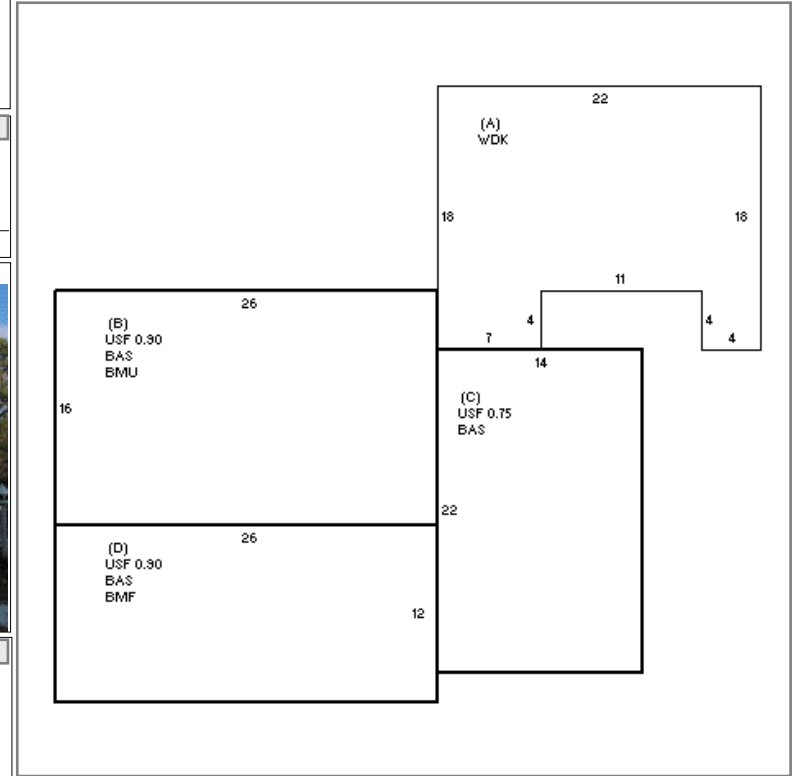 22
(A)
WDK
18
18
11
4
4
7
4
14
26
(B)
USF 0.90
BAS
BMU
16
(C)
USF 0.75
BAS
22
26
(D)
USF 0.90
BAS
BMF
12